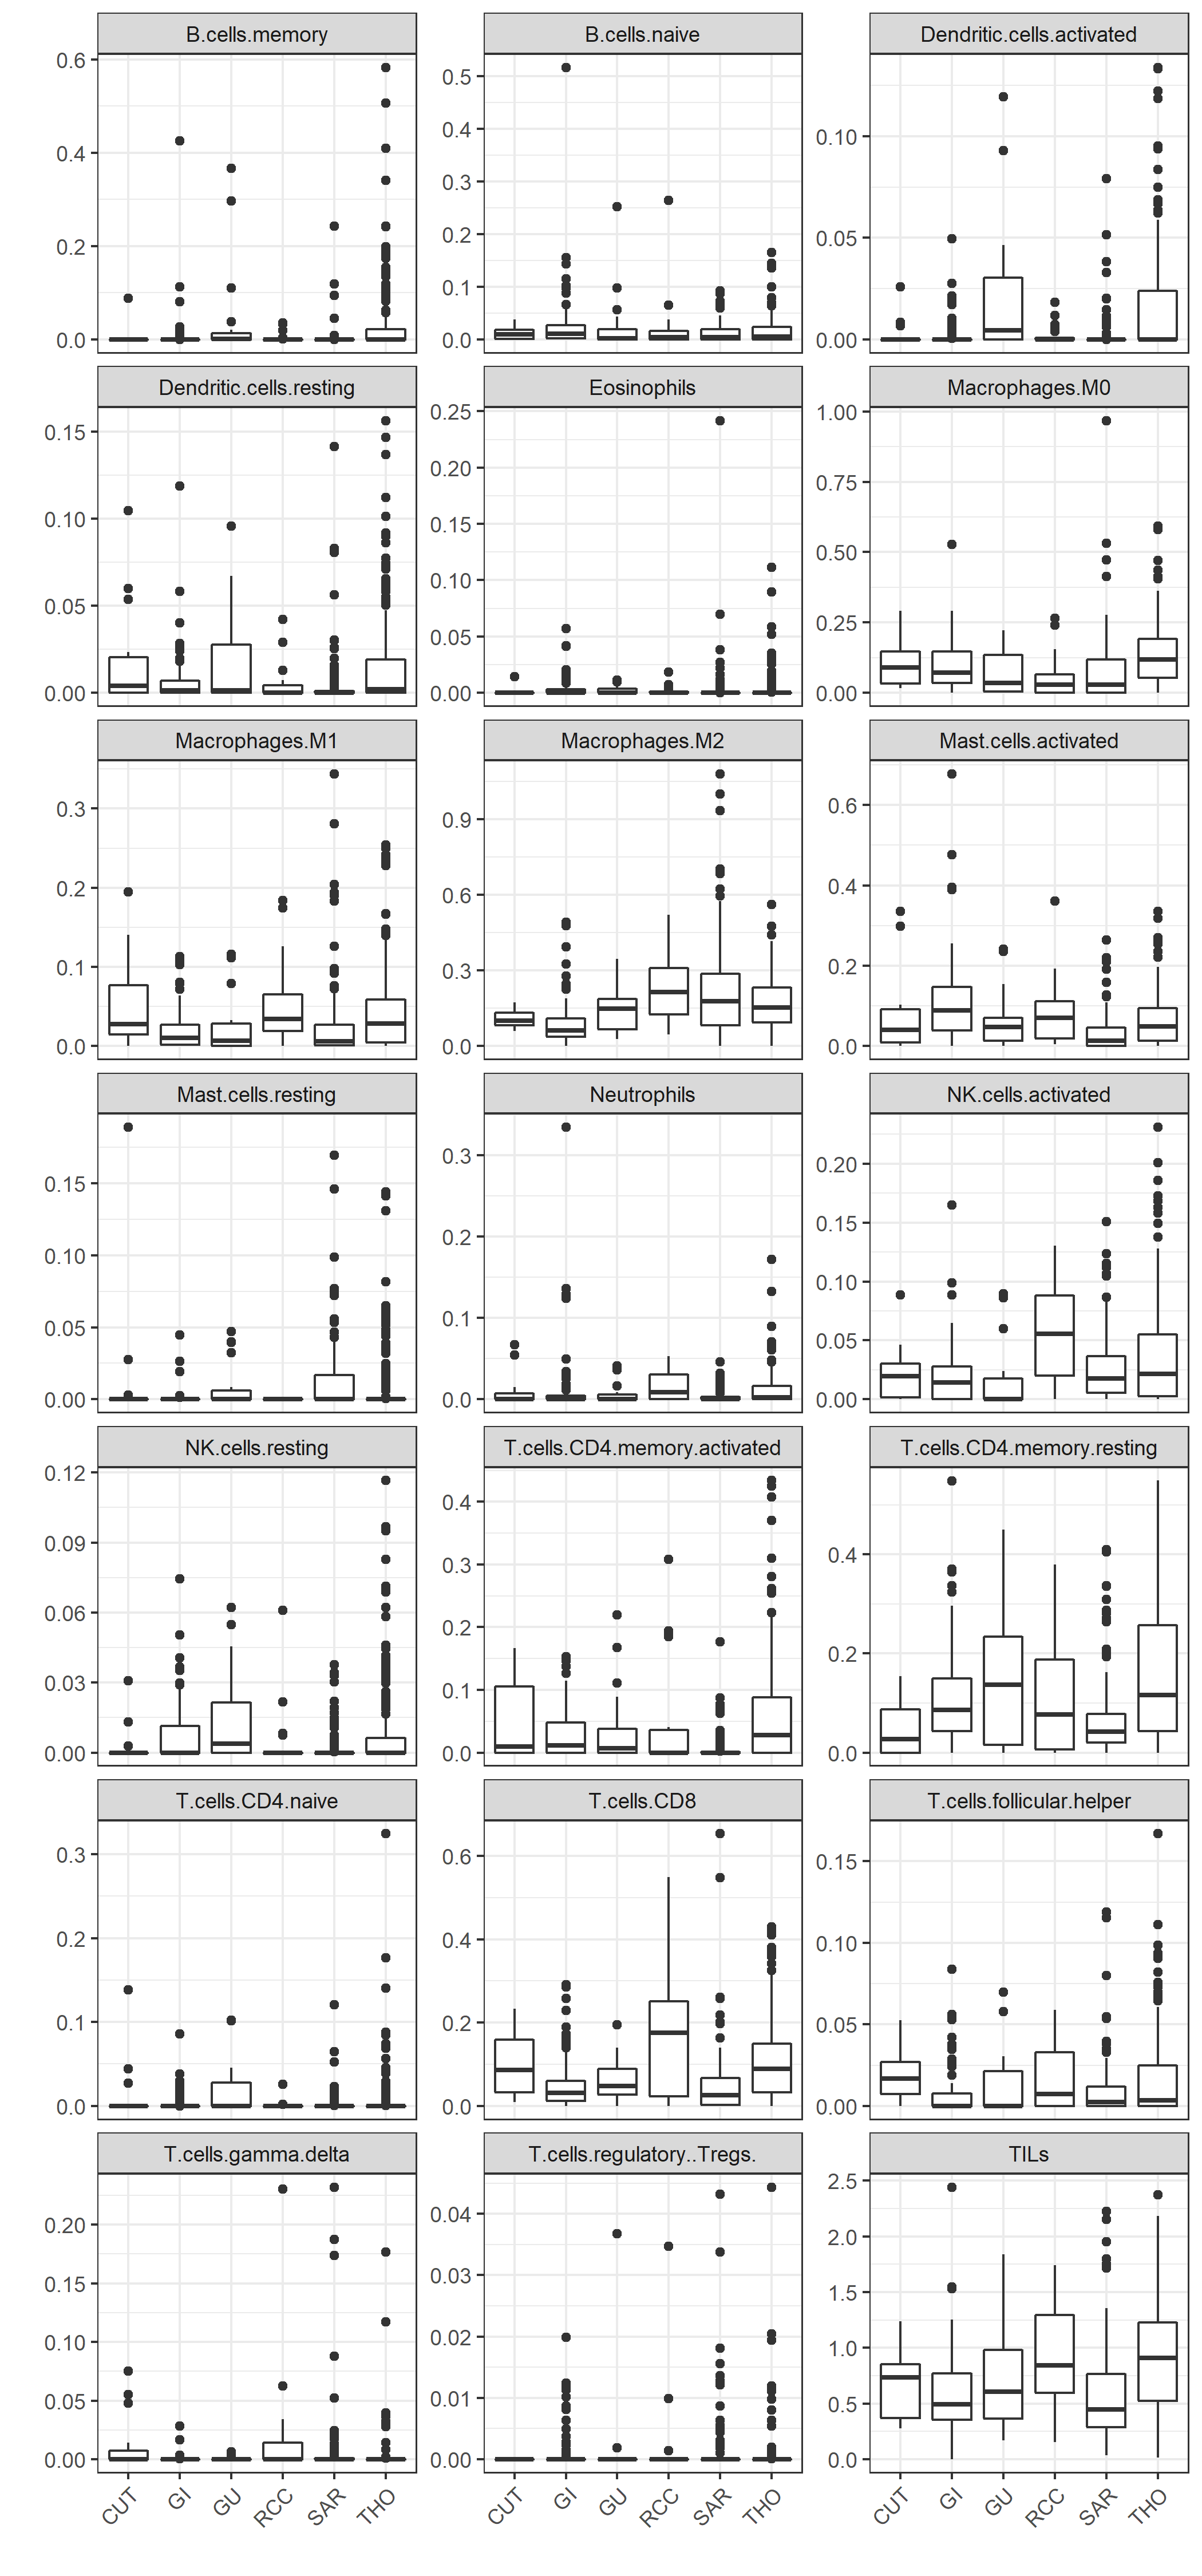 B.cells.memory
B.cells.naive
Dendritic.cells.activated
0.6
0.4
0.2
0.0
0.5
0.4
0.3
0.2
0.1
0.0
0.10
0.05
0.00
Dendritic.cells.resting
Eosinophils
Macrophages.M0
0.15
0.10
0.05
0.00
0.25
0.20
0.15
0.10
0.05
0.00
1.00
0.75
0.50
0.25
0.00
Macrophages.M1
Macrophages.M2
Mast.cells.activated
0.3
0.2
0.1
0.0
0.9
0.6
0.3
0.0
0.6
0.4
0.2
0.0
Mast.cells.resting
Neutrophils
NK.cells.activated
0.15
0.10
0.05
0.00
0.3
0.2
0.1
0.0
0.20
0.15
0.10
0.05
0.00
NK.cells.resting
T.cells.CD4.memory.activated
T.cells.CD4.memory.resting
0.12
0.09
0.06
0.03
0.00
0.4
0.3
0.2
0.1
0.0
0.4
0.2
0.0
T.cells.CD4.naive
T.cells.CD8
T.cells.follicular.helper
0.3
0.2
0.1
0.0
0.6
0.4
0.2
0.0
0.15
0.10
0.05
0.00
T.cells.gamma.delta
T.cells.regulatory..Tregs.
TILs
0.20
0.15
0.10
0.05
0.00
0.04
0.03
0.02
0.01
0.00
2.5
2.0
1.5
1.0
0.5
0.0
CUT
GI
GU
RCC
SAR
THO
CUT
GI
GU
RCC
SAR
THO
CUT
GI
GU
RCC
SAR
THO